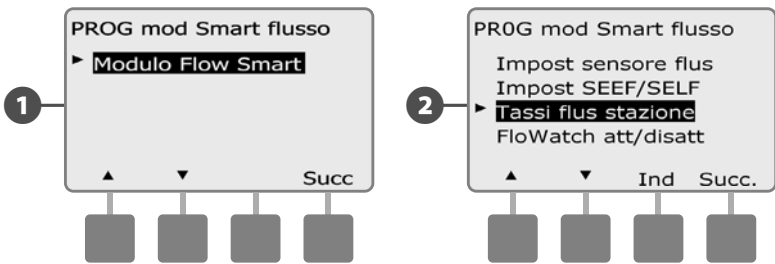 1
PROG mod Smart flusso
► Modulo Flow Smart
▲ ▼ Succ
2
PR0G mod Smart flusso
Impost sensore flus
Impost SEEF/SELF
► Tassi flus stazione
FloWatch att/disatt
▲ ▼ Ind Succ.